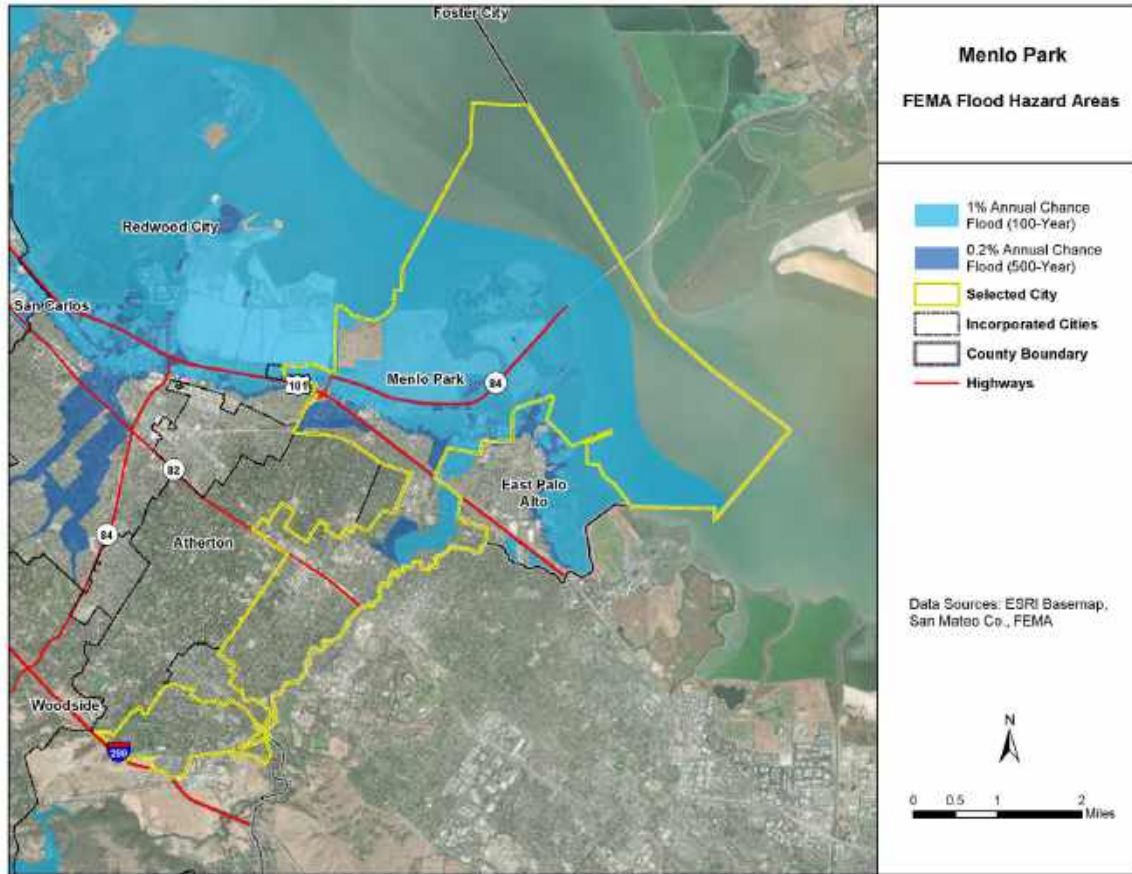 Foster City
Redwood City
San Carlos
101
Menlo Park
84
82
East Palo
Alto
84
Atherton
Woodside
280
Menlo Park
FEMA Flood Hazard Areas
1% Annual Chance
Flood (100-Year)
0.2% Annual Chance
Flood (500-Year)
Selected City
Incorporated Cities
County Boundary
Highways
Data Sources: ESRI Basemap,
San Mateo Co., FEMA
N
0 0.5 1 2
Miles